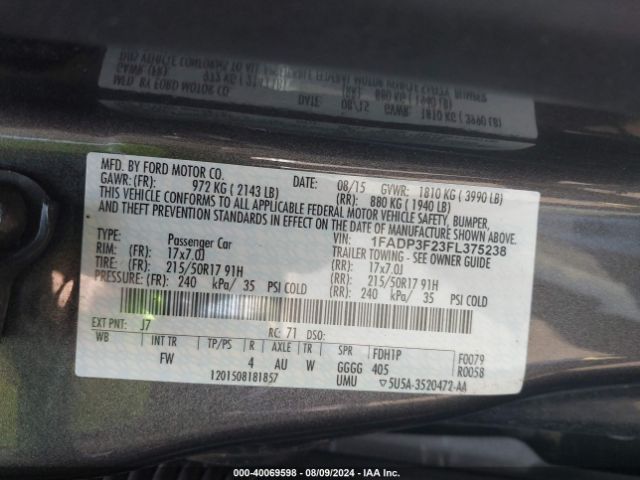 MFD. BY FORD MOTOR CO.
DATE: 08/15 GVWR: 1810 KG ( 3990 LB)
GAWR: (FR): 972 KG ( 2143 LB) (RR): 880 KG ( 1940 LB)
THIS VEHICLE CONFORMS TO ALL APPLICABLE FEDERAL MOTOR VEHICLE SAFETY, BUMPER,
AND THEFT PREVENTION STANDARDS IN EFFECT ON THE DATE OF MANUFACTURE SHOWN ABOVE.
VIN: 1FADP3F23FL375238
TYPE: Passenger Car TRAILER TOWING - SEE OWNER GUIDE
RIM: (FR): 17x7.0J (RR): 17x7.0J
TIRE: (FR): 215/50R17 91H (RR): 215/50R17 91H
PRESSURE: (FR): 240 kPa/ 35 PSI COLD (RR): 240 kPa/ 35 PSI COLD
EXT PNT: J7 RC: 71 DSO:
WB INT TR TP/PS R AXLE TR SPR FDH1P F0079
FW 4 AU W GGGG 405 R0058
1201508181857 UMU ▽5U5A-3520472-AA
000-40069598 - 08/09/2024 - IAA Inc.